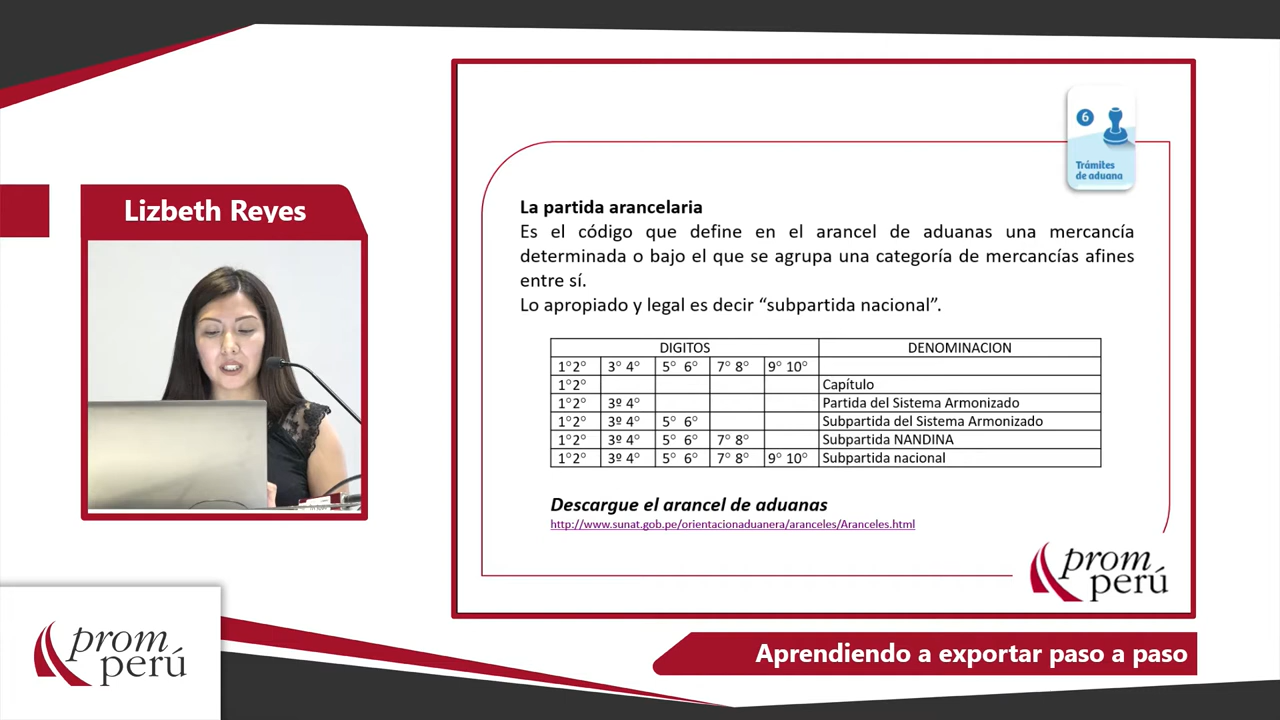 Lizbeth Reyes
6
Trámites
de aduana
La partida arancelaria
Es el código que define en el arancel de aduanas una mercancía
determinada o bajo el que se agrupa una categoría de mercancías afines
entre sí.
Lo apropiado y legal es decir “subpartida nacional”.
DIGITOS DENOMINACION
1°2° 3° 4° 5° 6° 7° 8° 9° 10°
1°2° Capítulo
1°2° 3º 4° Partida del Sistema Armonizado
1°2° 3º 4° 5° 6° Subpartida del Sistema Armonizado
1°2° 3º 4° 5° 6° 7° 8° Subpartida NANDINA
1°2° 3º 4° 5° 6° 7° 8° 9° 10° Subpartida nacional
Descargue el arancel de aduanas
http://www.sunat.gob.pe/orientacionaduanera/aranceles/Aranceles.html
prom
perú
prom
perú
Aprendiendo a exportar paso a paso